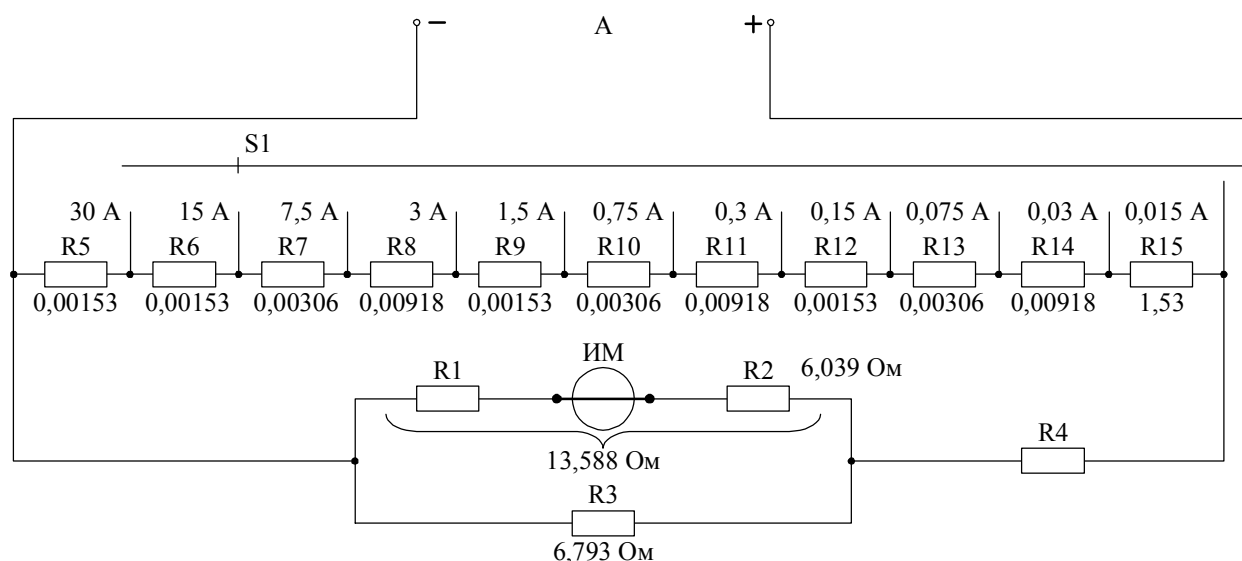 − А +
S1
30 А 15 А 7,5 А 3 А 1,5 А 0,75 А 0,3 А 0,15 А 0,075 А 0,03 А 0,015 А
R5 R6 R7 R8 R9 R10 R11 R12 R13 R14 R15
0,00153 0,00153 0,00306 0,00918 0,00153 0,00306 0,00918 0,00153 0,00306 0,00918 1,53
ИМ
R1 R2 6,039 Ом
R4
13,588 Ом
R3
6,793 Ом